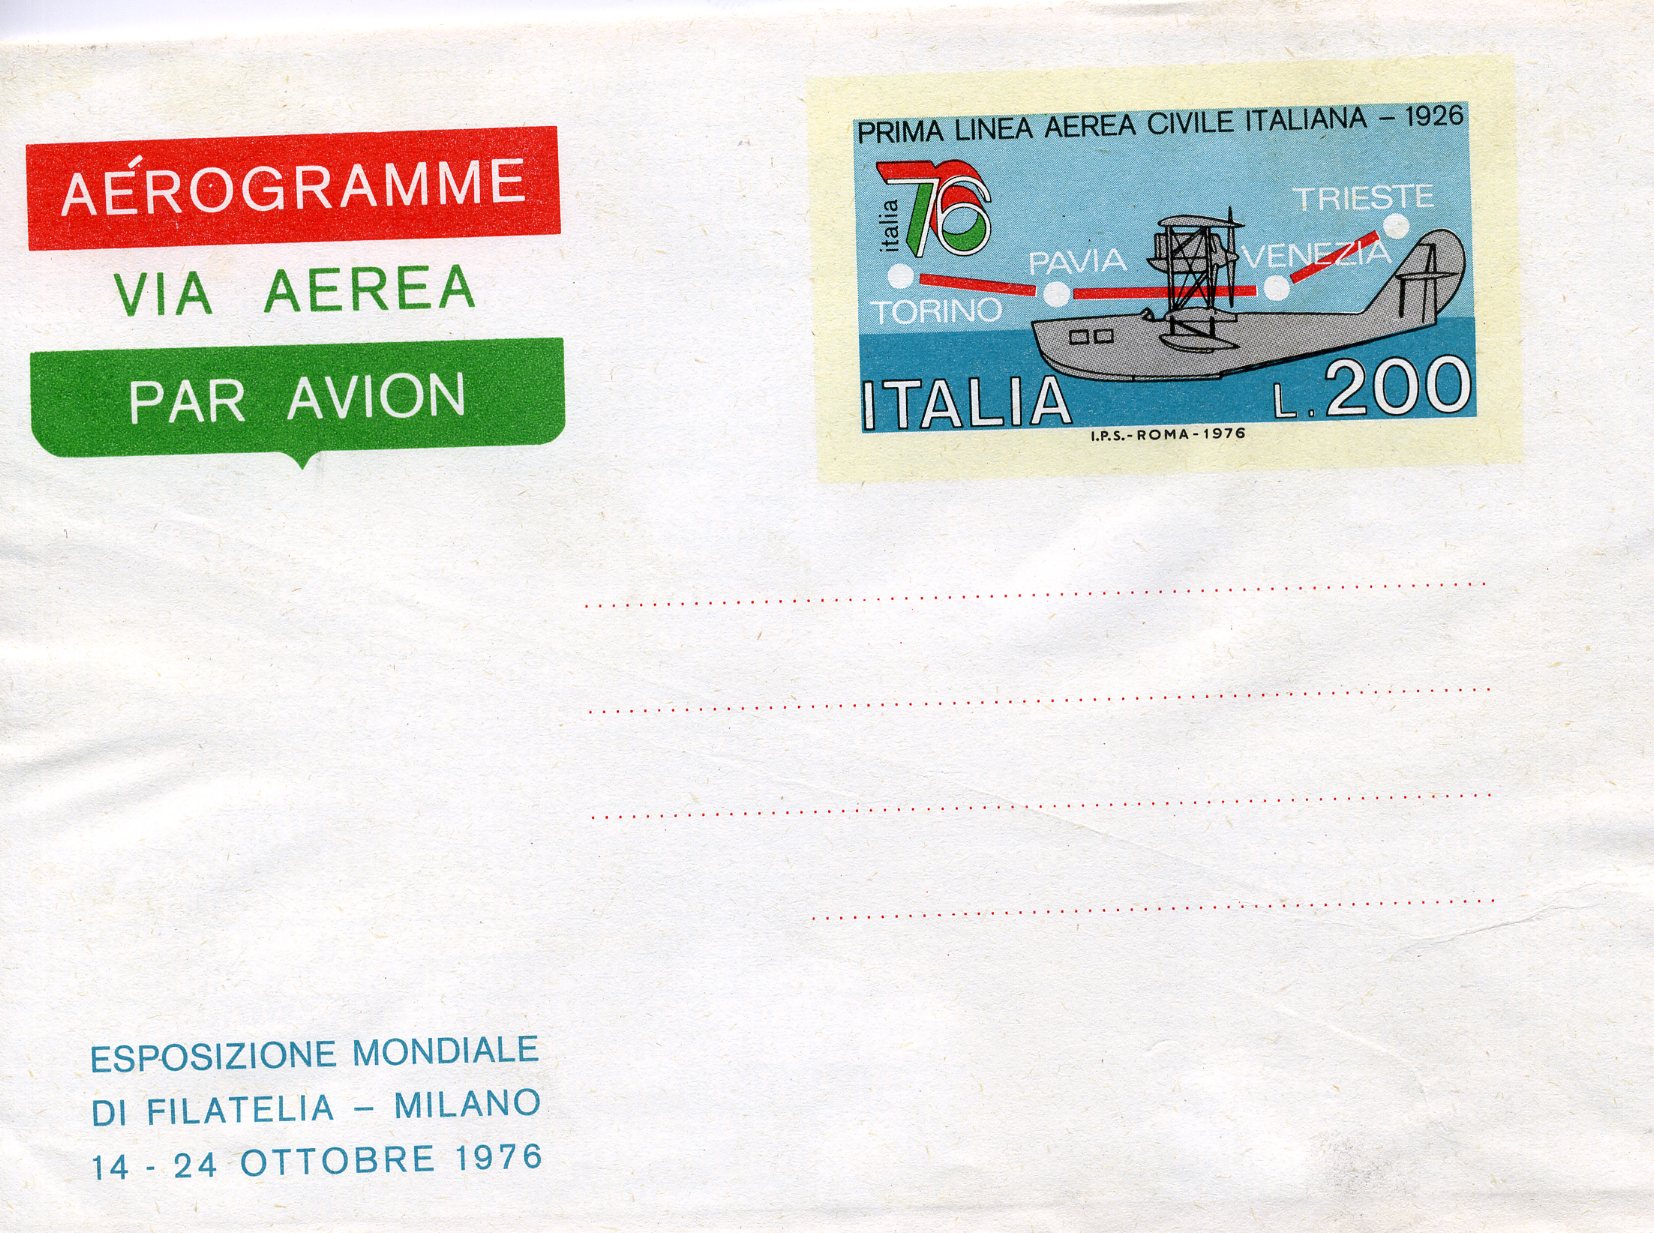 AÉROGRAMME
VIA AEREA
PAR AVION
PRIMA LINEA AEREA CIVILE ITALIANA – 1926
italia 76
TRIESTE
PAVIA
VENEZIA
TORINO
ITALIA
L.200
I.P.S.-ROMA-1976
ESPOSIZIONE MONDIALE
DI FILATELIA – MILANO
14 - 24 OTTOBRE 1976